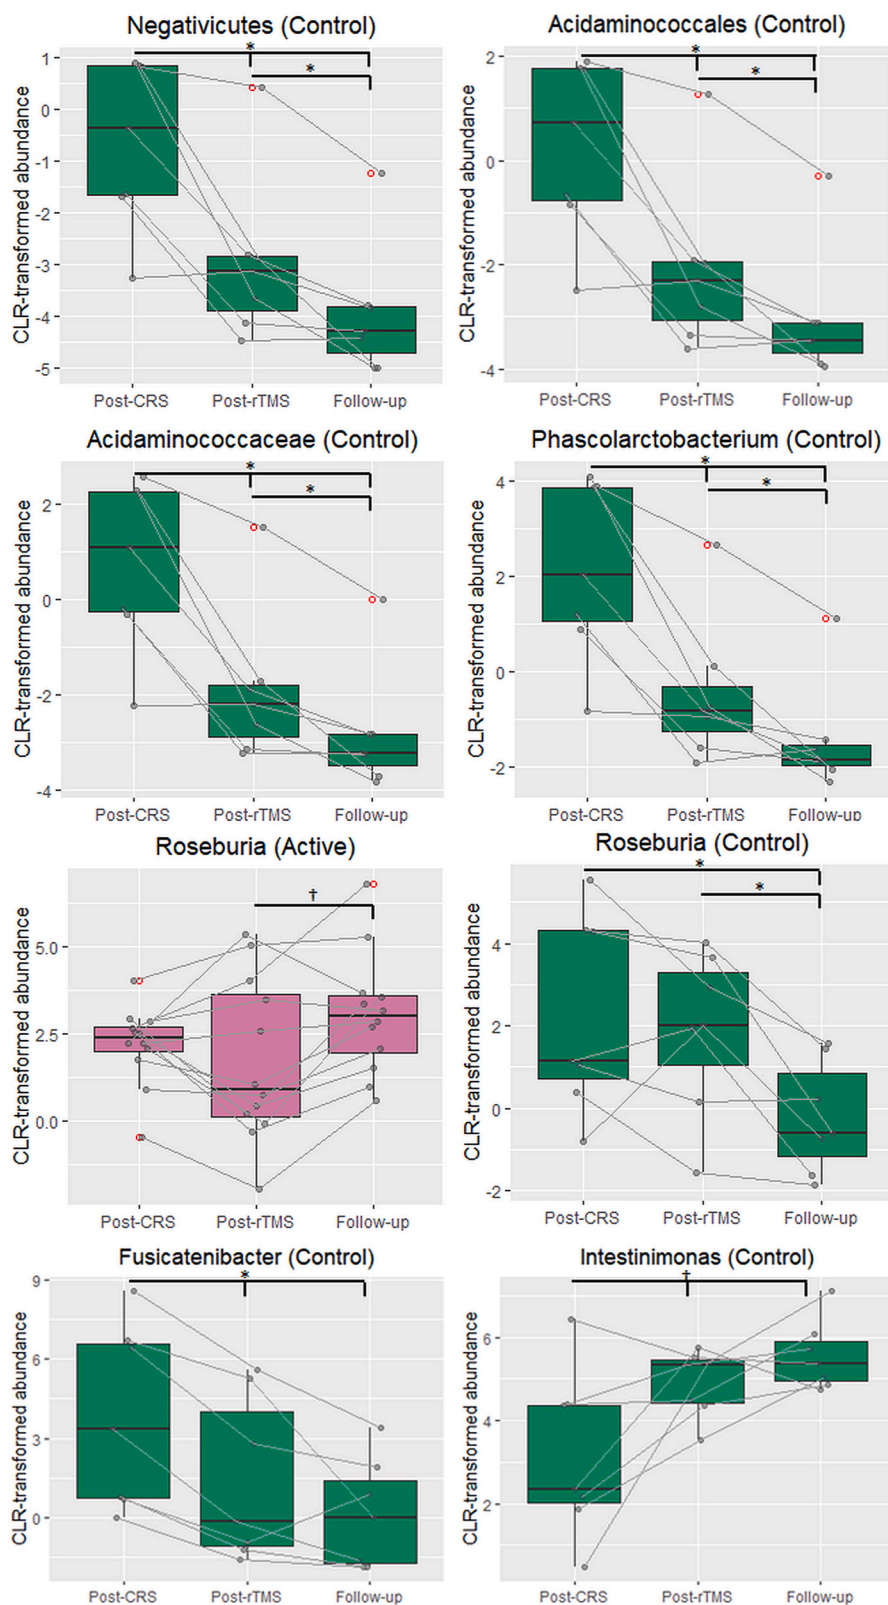 Negativicutes (Control)
CLR-transformed abundance
1
0
-1
-2
-3
-4
-5
*
*
Post-CRS Post-rTMS Follow-up
Acidaminococcales (Control)
CLR-transformed abundance
2
0
-2
-4
*
*
Post-CRS Post-rTMS Follow-up
Acidaminococcaceae (Control)
CLR-transformed abundance
2
0
-2
-4
*
*
Post-CRS Post-rTMS Follow-up
Phascolarctobacterium (Control)
CLR-transformed abundance
4
2
0
-2
*
*
Post-CRS Post-rTMS Follow-up
Roseburia (Active)
CLR-transformed abundance
5.0
2.5
0.0
†
Post-CRS Post-rTMS Follow-up
Roseburia (Control)
CLR-transformed abundance
4
2
0
-2
*
*
Post-CRS Post-rTMS Follow-up
Fusicatenibacter (Control)
CLR-transformed abundance
9
6
3
0
*
Post-CRS Post-rTMS Follow-up
Intestinimonas (Control)
CLR-transformed abundance
6
4
2
†
Post-CRS Post-rTMS Follow-up